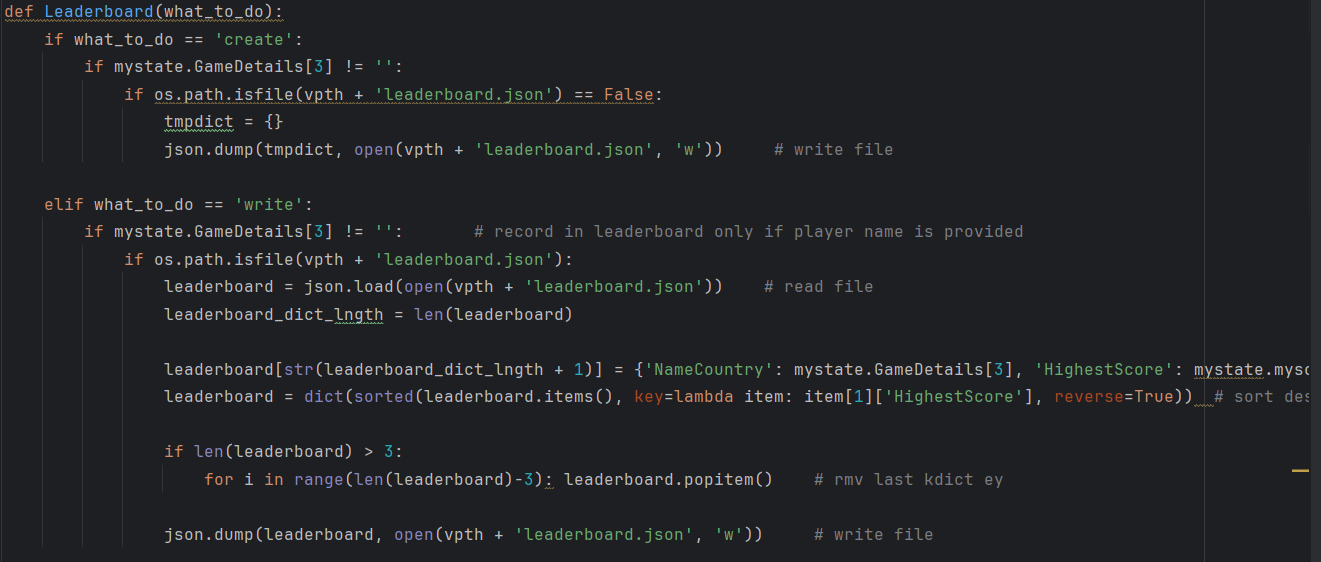 def Leaderboard(what_to_do):
    if what_to_do == 'create':
        if mystate.GameDetails[3] != '':
            if os.path.isfile(vpth + 'leaderboard.json') == False:
                tmpdict = {}
                json.dump(tmpdict, open(vpth + 'leaderboard.json', 'w'))     # write file
    elif what_to_do == 'write':
        if mystate.GameDetails[3] != '':       # record in leaderboard only if player name is provided
            if os.path.isfile(vpth + 'leaderboard.json'):
                leaderboard = json.load(open(vpth + 'leaderboard.json'))    # read file
                leaderboard_dict_lngth = len(leaderboard)
                leaderboard[str(leaderboard_dict_lngth + 1)] = {'NameCountry': mystate.GameDetails[3], 'HighestScore': mystate.mysc
                leaderboard = dict(sorted(leaderboard.items(), key=lambda item: item[1]['HighestScore'], reverse=True))  # sort des
                if len(leaderboard) > 3:
                    for i in range(len(leaderboard)-3): leaderboard.popitem()    # rmv last kdict ey
                json.dump(leaderboard, open(vpth + 'leaderboard.json', 'w'))     # write file